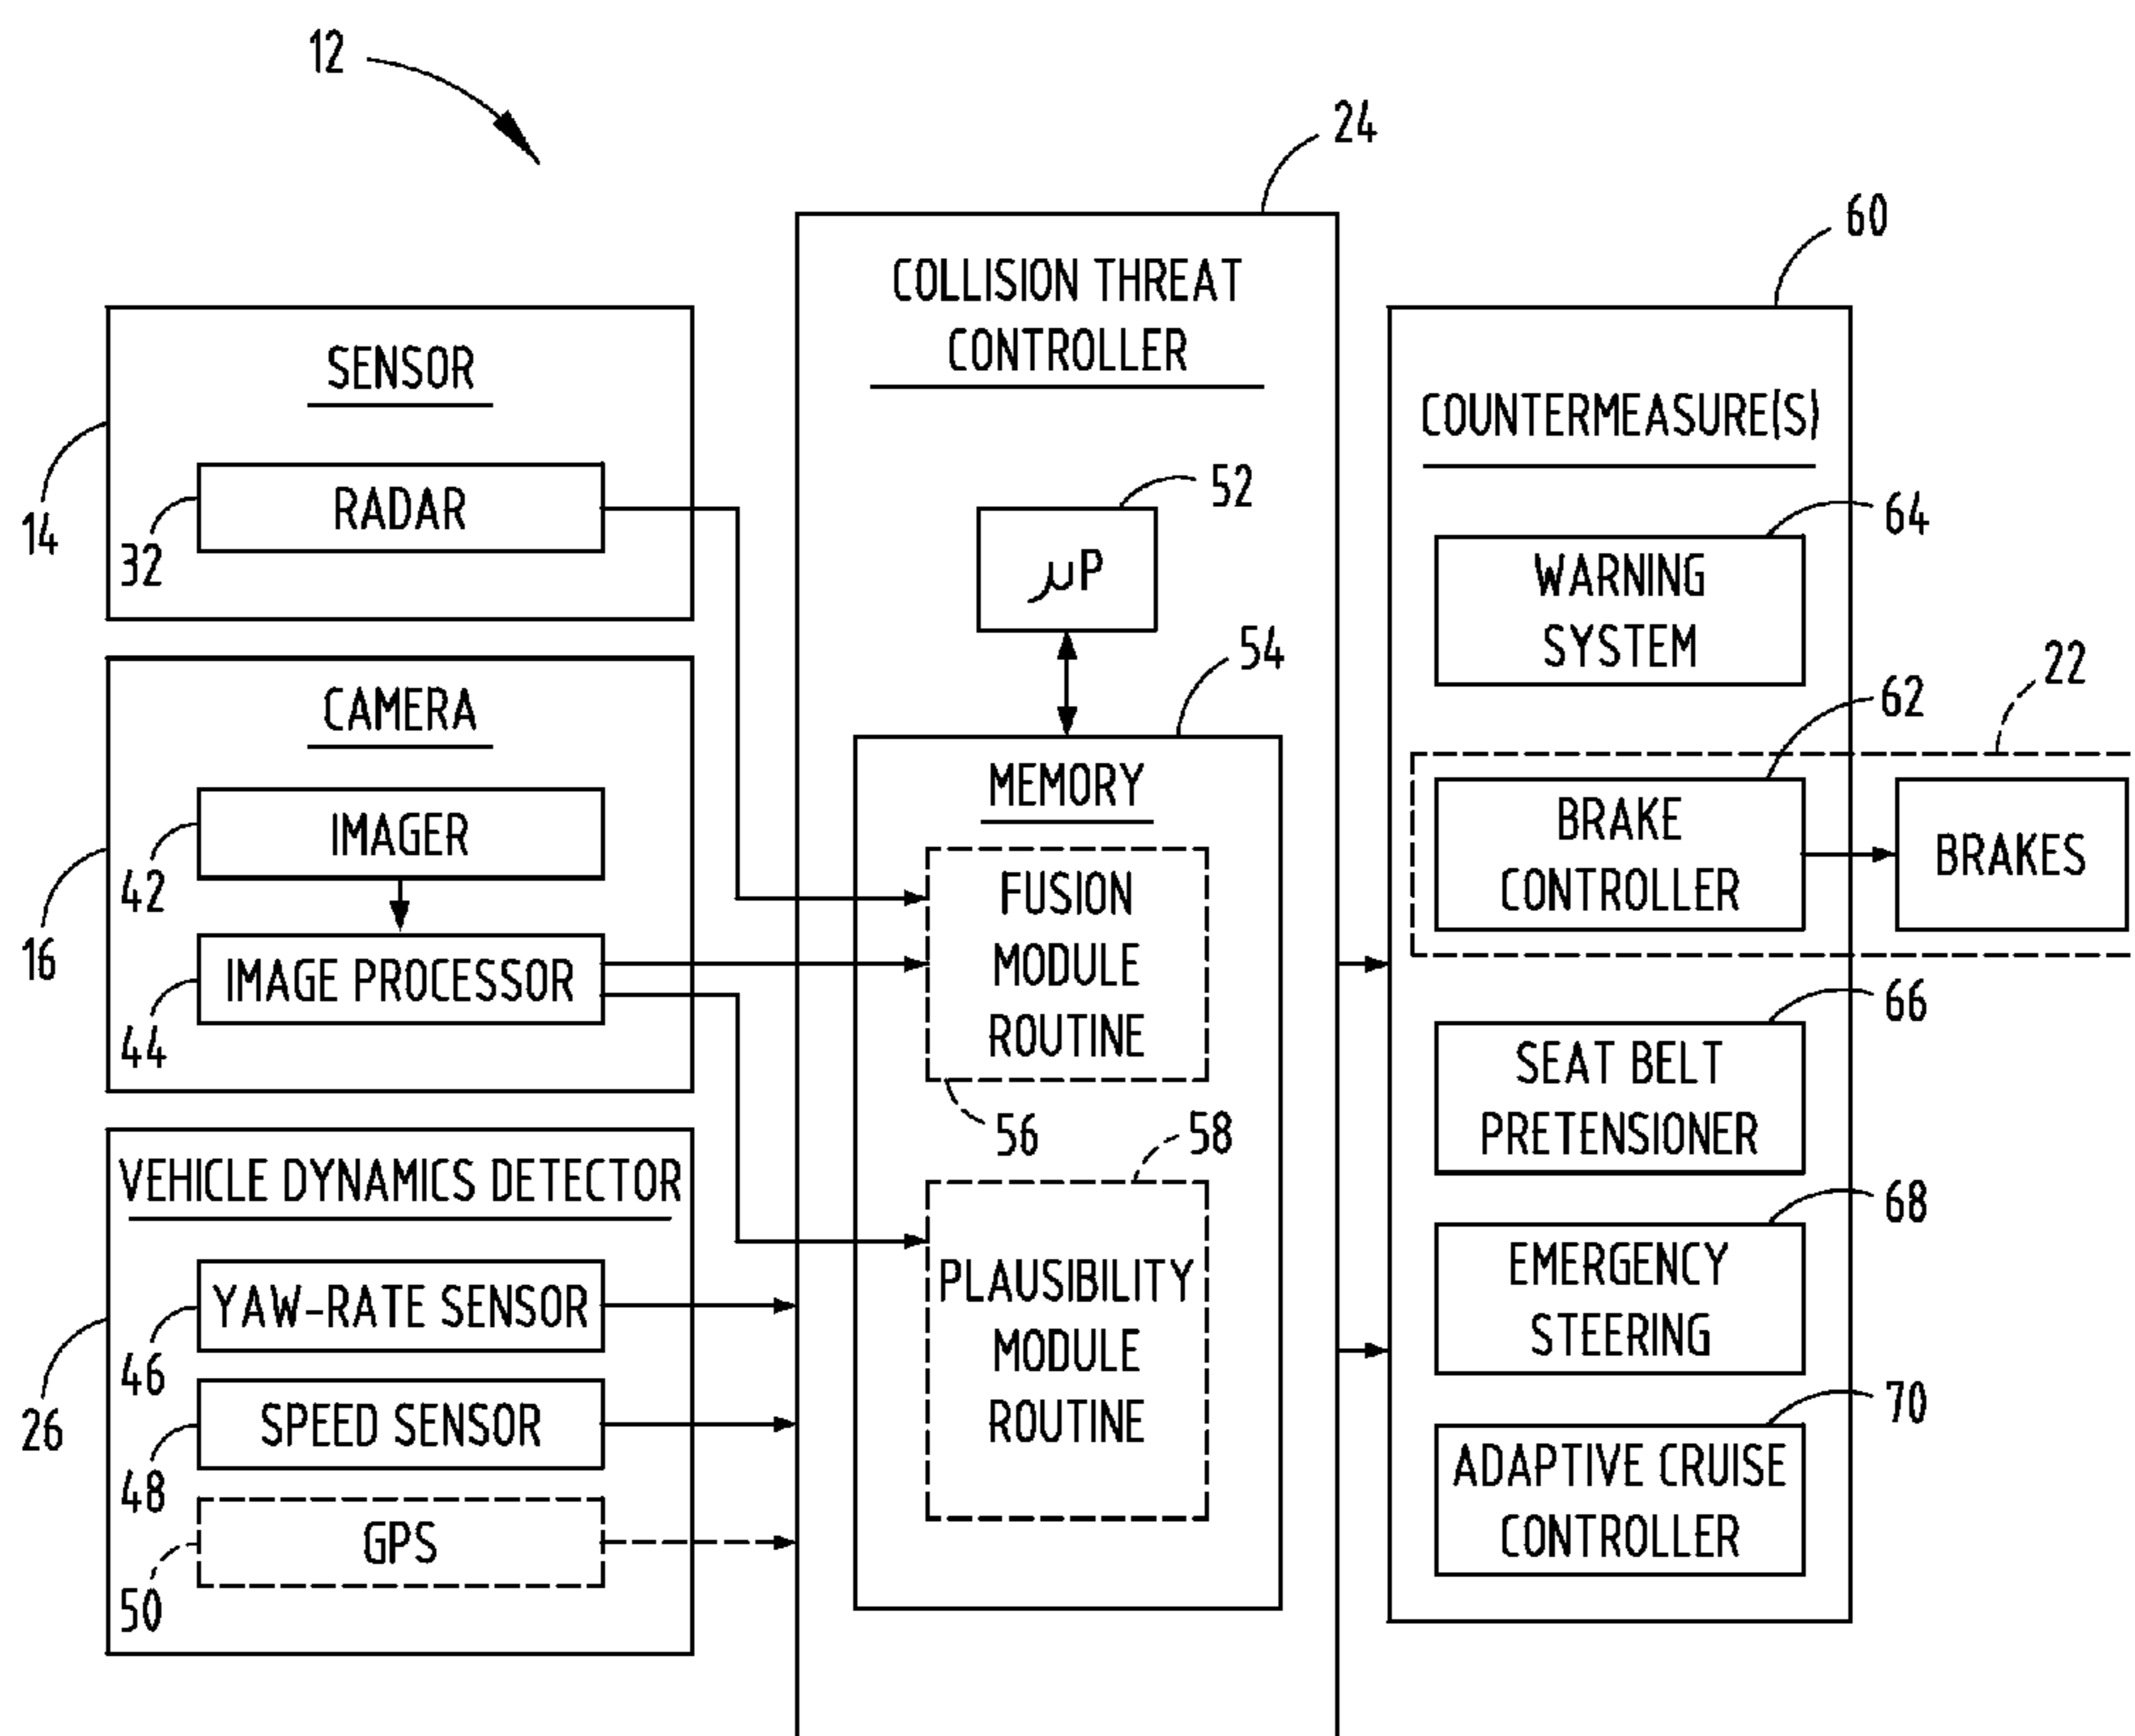 12
24
60
SENSOR
RADAR
14
32
CAMERA
IMAGER
42
IMAGE PROCESSOR
16
44
VEHICLE DYNAMICS DETECTOR
YAW-RATE SENSOR
46
SPEED SENSOR
26
48
GPS
50
COLLISION THREAT
CONTROLLER
52
μP
54
MEMORY
FUSION
MODULE
ROUTINE
56
58
PLAUSIBILITY
MODULE
ROUTINE
COUNTERMEASURE(S)
64
WARNING
SYSTEM
62
22
BRAKE
CONTROLLER
BRAKES
66
SEAT BELT
PRETENSIONER
68
EMERGENCY
STEERING
70
ADAPTIVE CRUISE
CONTROLLER